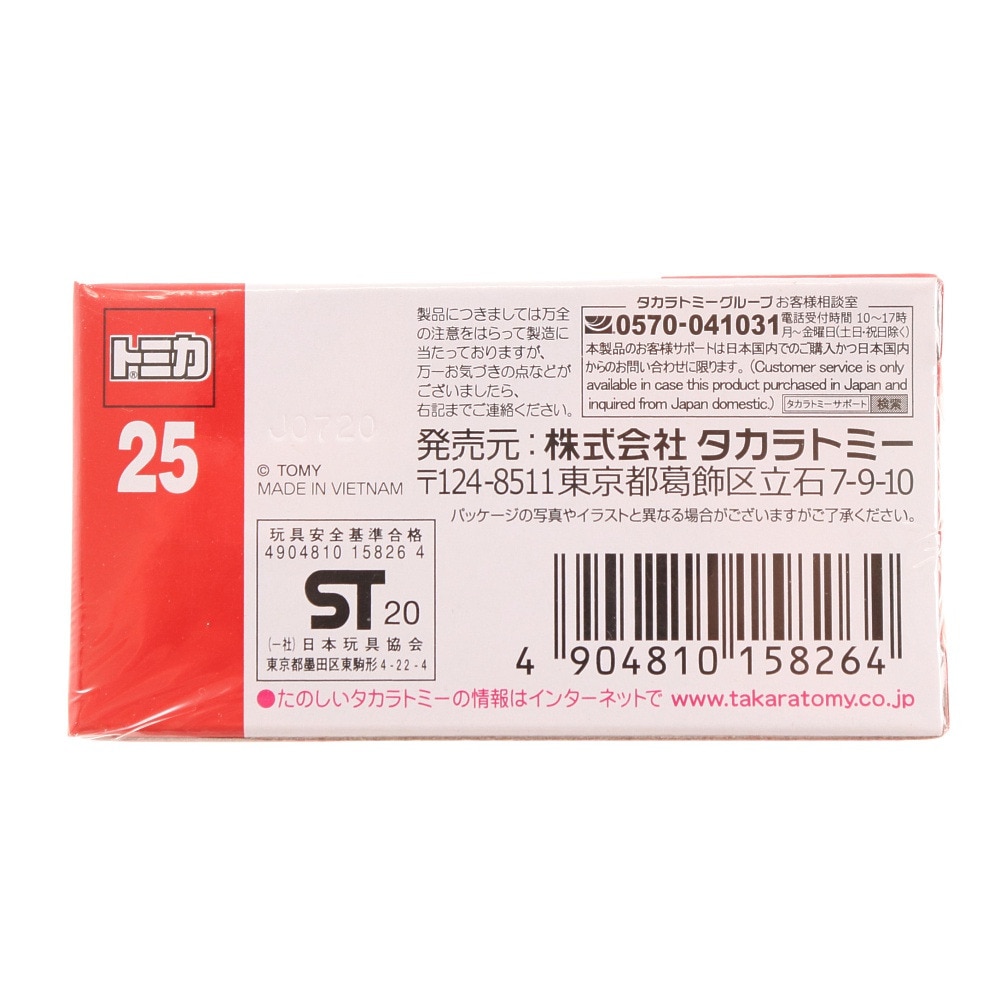 トミカ®
25
製品につきましては万全
の注意をはらって製造に
当たっておりますが、
万一お気づきの点などが
ございましたら、
右記までご連絡ください。
タカラトミーグループ お客様相談室
0570-041031
電話受付時間 10〜17時
月〜金曜日(土日・祝日除く)
本製品のお客様サポートは日本国内でのご購入かつ日本国内
からのお問い合わせに限ります。(Customer service is only
available in case this product purchased in Japan and
inquired from Japan domestic.) タカラトミーサポート 検索
J0720
© TOMY
MADE IN VIETNAM
発売元:株式会社 タカラトミー
〒124-8511東京都葛飾区立石7-9-10
パッケージの写真やイラストと異なる場合がございますがご了承ください。
玩具安全基準合格
4904810 15826 4
ST 20
(一社)日本玩具協会
東京都墨田区東駒形4-22-4
4 904810 158264
●たのしいタカラトミーの情報はインターネットで www.takaratomy.co.jp